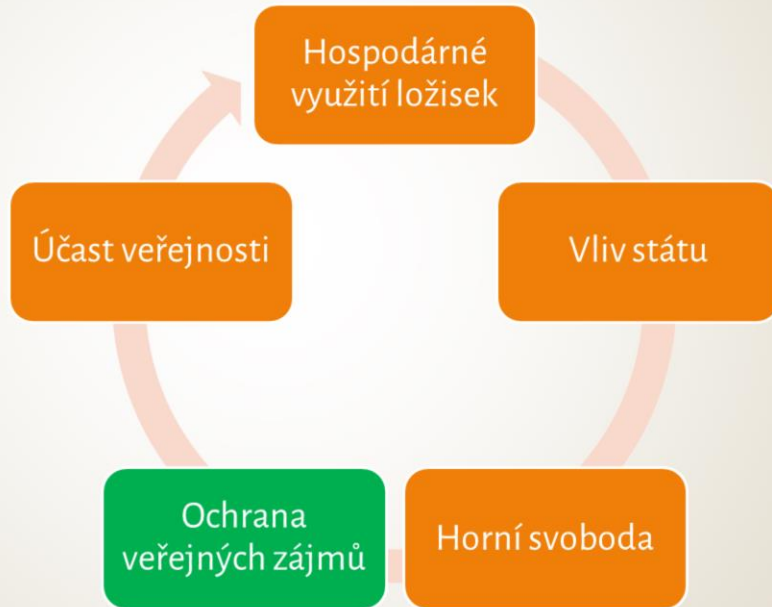 Hospodárné
využití ložisek
Vliv státu
Horní svoboda
Ochrana
veřejných zájmů
Účast veřejnosti